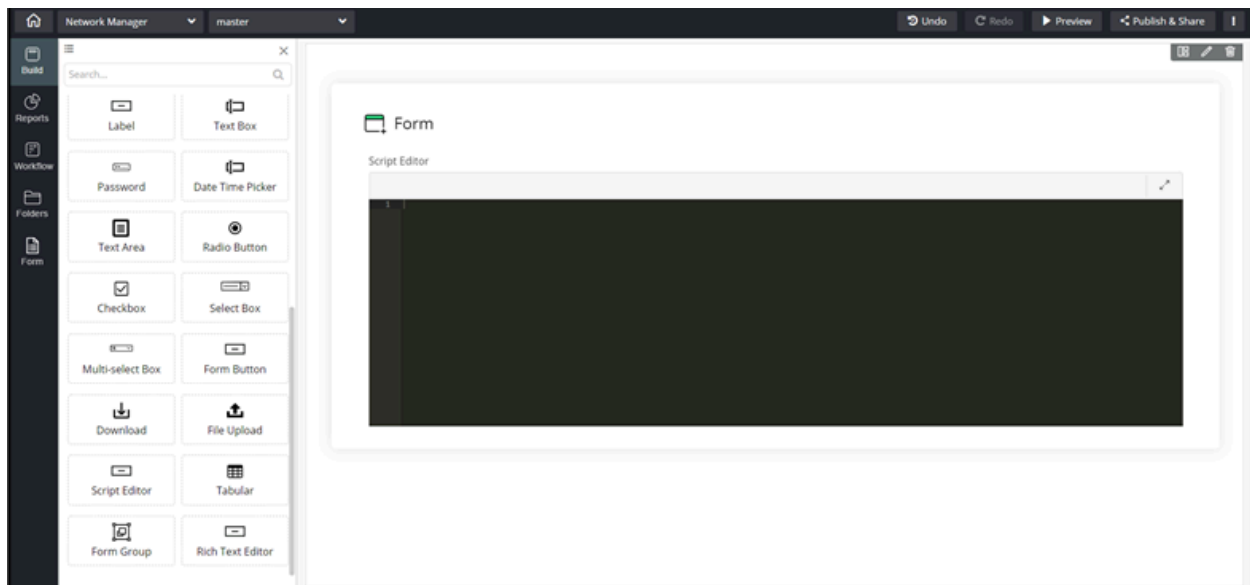 Network Manager
master
Undo
Redo
Preview
Publish & Share
Build
Reports
Workflow
Folders
Form
Search...
Label
Text Box
Password
Date Time Picker
Text Area
Radio Button
Checkbox
Select Box
Multi-select Box
Form Button
Download
File Upload
Script Editor
Tabular
Form Group
Rich Text Editor
Form
Script Editor
1